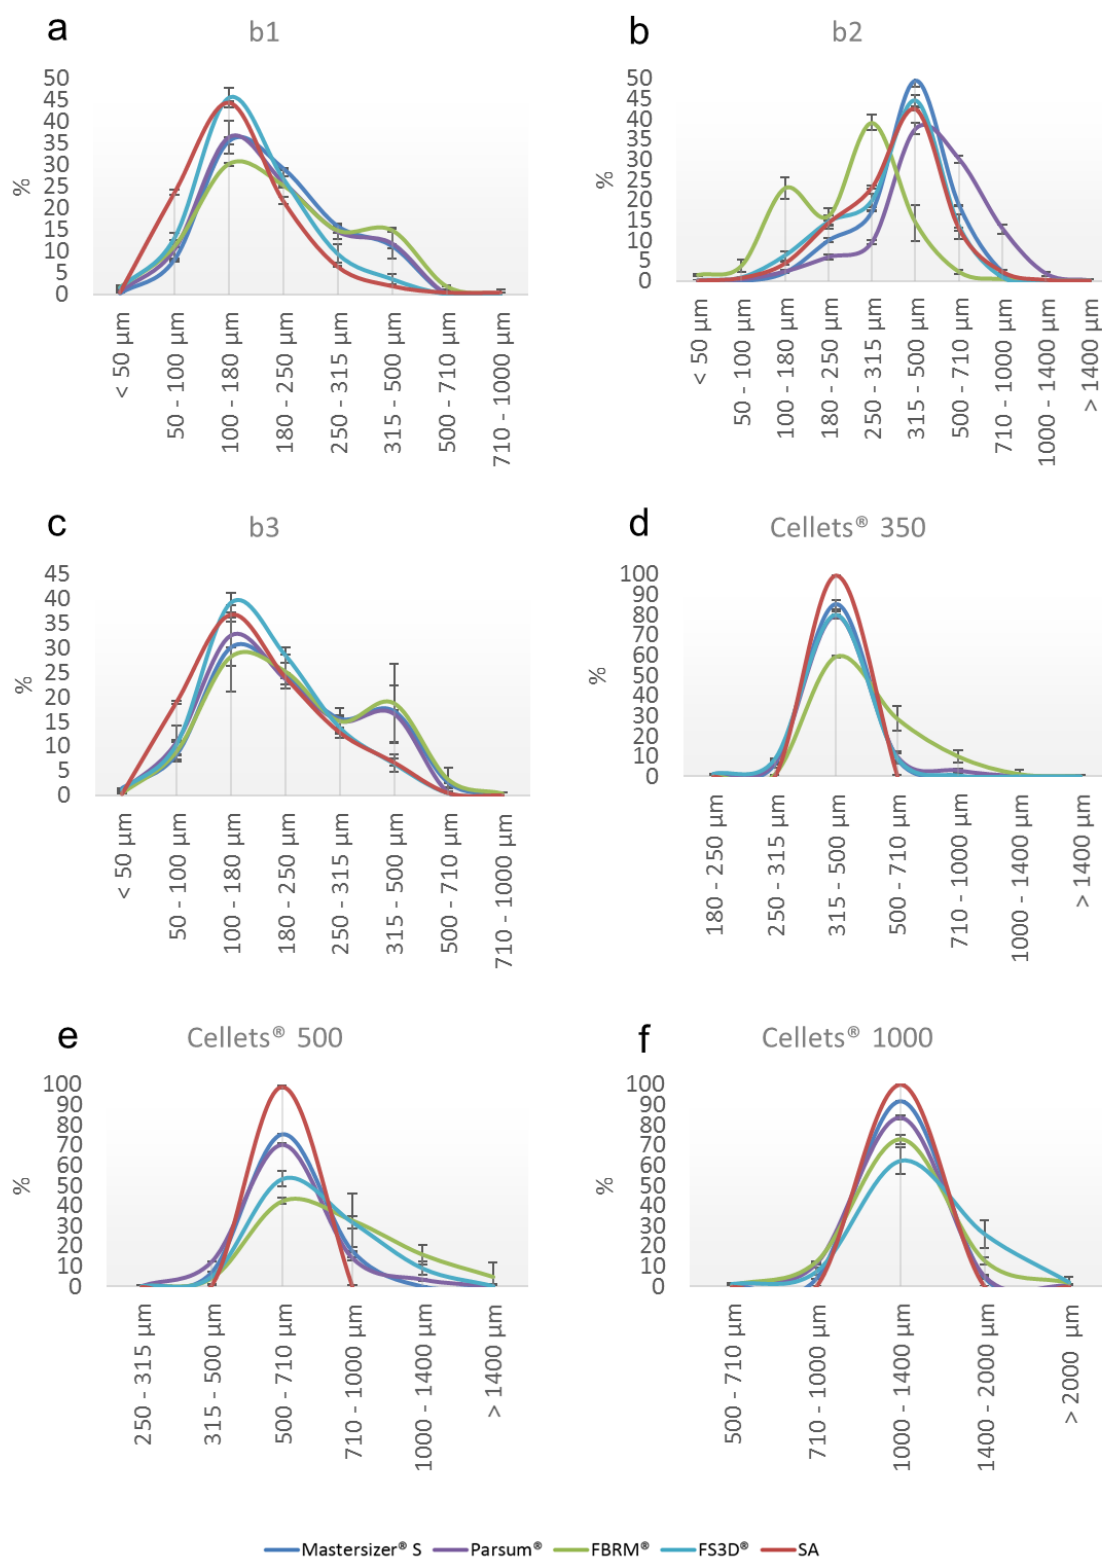 a b1
50
45
40
35
30
25
20
15
10
5
0
%
< 50 µm
50 - 100 µm
100 - 180 µm
180 - 250 µm
250 - 315 µm
315 - 500 µm
500 - 710 µm
710 - 1000 µm
b b2
50
45
40
35
30
25
20
15
10
5
0
%
< 50 µm
50 - 100 µm
100 - 180 µm
180 - 250 µm
250 - 315 µm
315 - 500 µm
500 - 710 µm
710 - 1000 µm
1000 - 1400 µm
> 1400 µm
c b3
45
40
35
30
25
20
15
10
5
0
%
< 50 µm
50 - 100 µm
100 - 180 µm
180 - 250 µm
250 - 315 µm
315 - 500 µm
500 - 710 µm
710 - 1000 µm
d Cellets® 350
100
90
80
70
60
50
40
30
20
10
0
%
180 - 250 µm
250 - 315 µm
315 - 500 µm
500 - 710 µm
710 - 1000 µm
1000 - 1400 µm
> 1400 µm
e Cellets® 500
100
90
80
70
60
50
40
30
20
10
0
%
250 - 315 µm
315 - 500 µm
500 - 710 µm
710 - 1000 µm
1000 - 1400 µm
> 1400 µm
f Cellets® 1000
100
90
80
70
60
50
40
30
20
10
0
%
500 - 710 µm
710 - 1000 µm
1000 - 1400 µm
1400 - 2000 µm
> 2000 µm
Mastersizer® S Parsum® FBRM® FS3D® SA